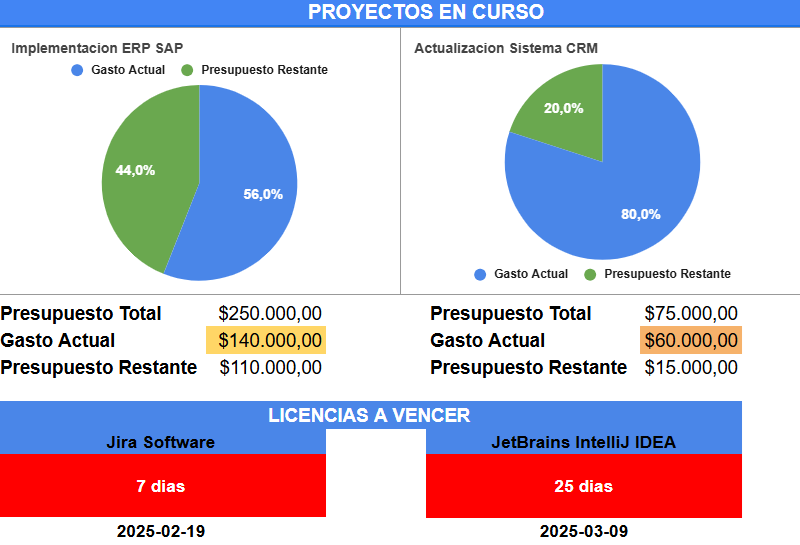 PROYECTOS EN CURSO
Implementacion ERP SAP
Gasto Actual Presupuesto Restante
44,0%
56,0%
Actualizacion Sistema CRM
20,0%
80,0%
Gasto Actual Presupuesto Restante
Presupuesto Total $250.000,00
Gasto Actual $140.000,00
Presupuesto Restante $110.000,00
Presupuesto Total $75.000,00
Gasto Actual $60.000,00
Presupuesto Restante $15.000,00
LICENCIAS A VENCER
Jira Software
7 dias
2025-02-19
JetBrains IntelliJ IDEA
25 dias
2025-03-09